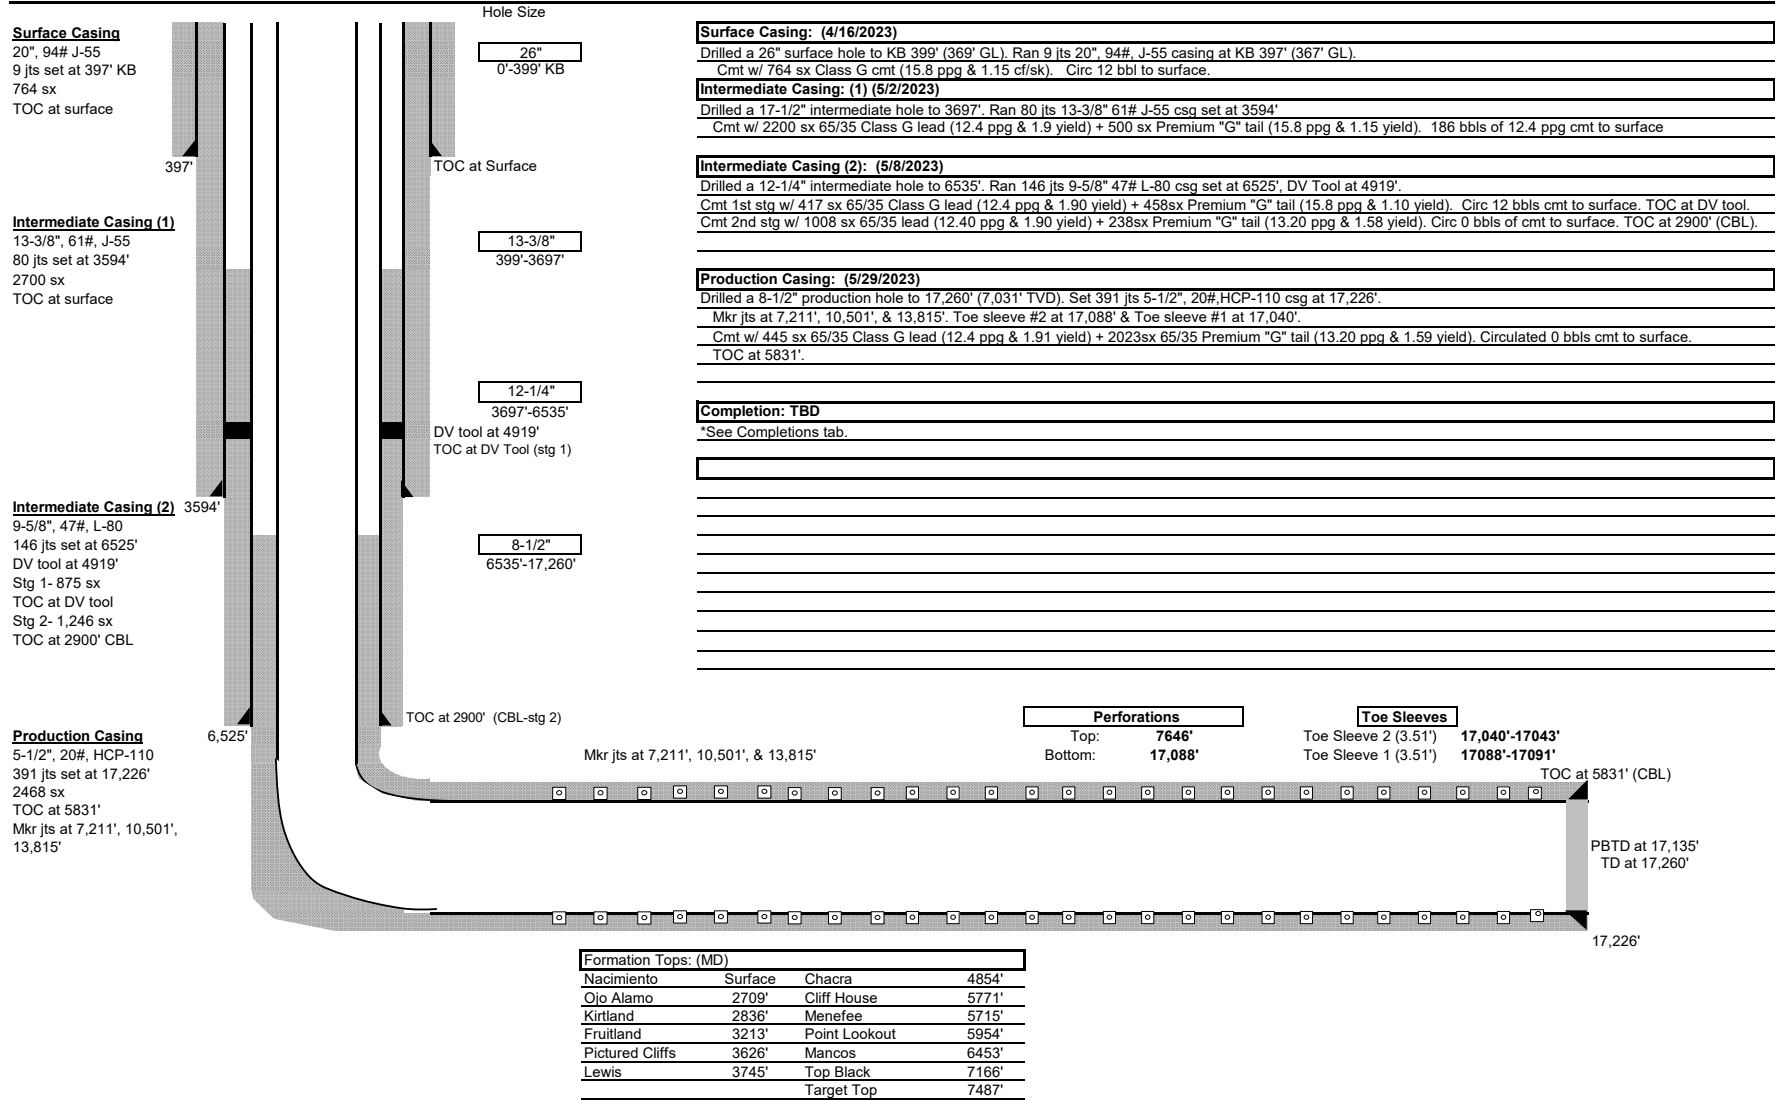 Hole Size
Surface Casing
20", 94# J-55
9 jts set at 397' KB
764 sx
TOC at surface
397'
Intermediate Casing (1)
13-3/8", 61#, J-55
80 jts set at 3594'
2700 sx
TOC at surface
Intermediate Casing (2)
3594'
9-5/8", 47#, L-80
146 jts set at 6525'
DV tool at 4919'
Stg 1- 875 sx
TOC at DV tool
Stg 2- 1,246 sx
TOC at 2900' CBL
6,525'
Production Casing
5-1/2", 20#, HCP-110
391 jts set at 17,226'
2468 sx
TOC at 5831'
Mkr jts at 7,211', 10,501',
13,815'
26"
0'-399' KB
TOC at Surface
13-3/8"
399'-3697'
12-1/4"
3697'-6535'
DV tool at 4919'
TOC at DV Tool (stg 1)
8-1/2"
6535'-17,260'
TOC at 2900' (CBL-stg 2)
Surface Casing: (4/16/2023)
Drilled a 26" surface hole to KB 399' (369' GL). Ran 9 jts 20", 94#, J-55 casing at KB 397' (367' GL).
Cmt w/ 764 sx Class G cmt (15.8 ppg & 1.15 cf/sk). Circ 12 bbl to surface.
Intermediate Casing: (1) (5/2/2023)
Drilled a 17-1/2" intermediate hole to 3697'. Ran 80 jts 13-3/8" 61# J-55 csg set at 3594'
Cmt w/ 2200 sx 65/35 Class G lead (12.4 ppg & 1.9 yield) + 500 sx Premium "G" tail (15.8 ppg & 1.15 yield). 186 bbls of 12.4 ppg cmt to surface
Intermediate Casing (2): (5/8/2023)
Drilled a 12-1/4" intermediate hole to 6535'. Ran 146 jts 9-5/8" 47# L-80 csg set at 6525', DV Tool at 4919'.
Cmt 1st stg w/ 417 sx 65/35 Class G lead (12.4 ppg & 1.90 yield) + 458sx Premium "G" tail (15.8 ppg & 1.10 yield). Circ 12 bbls cmt to surface. TOC at DV tool.
Cmt 2nd stg w/ 1008 sx 65/35 lead (12.40 ppg & 1.90 yield) + 238sx Premium "G" tail (13.20 ppg & 1.58 yield). Circ 0 bbls of cmt to surface. TOC at 2900' (CBL).
Production Casing: (5/29/2023)
Drilled a 8-1/2" production hole to 17,260' (7,031' TVD). Set 391 jts 5-1/2", 20#,HCP-110 csg at 17,226'.
Mkr jts at 7,211', 10,501', & 13,815'. Toe sleeve #2 at 17,088' & Toe sleeve #1 at 17,040'.
Cmt w/ 445 sx 65/35 Class G lead (12.4 ppg & 1.91 yield) + 2023sx 65/35 Premium "G" tail (13.20 ppg & 1.59 yield). Circulated 0 bbls cmt to surface.
TOC at 5831'.
Completion: TBD
*See Completions tab.
Perforations
Top: 7646'
Bottom: 17,088'
Toe Sleeves
Toe Sleeve 2 (3.51') 17,040'-17043'
Toe Sleeve 1 (3.51') 17088'-17091'
Mkr jts at 7,211', 10,501', & 13,815'
TOC at 5831' (CBL)
PBTD at 17,135'
TD at 17,260'
17,226'
Formation Tops: (MD)
Nacimiento Surface Chacra 4854'
Ojo Alamo 2709' Cliff House 5771'
Kirtland 2836' Menefee 5715'
Fruitland 3213' Point Lookout 5954'
Pictured Cliffs 3626' Mancos 6453'
Lewis 3745' Top Black 7166'
Target Top 7487'